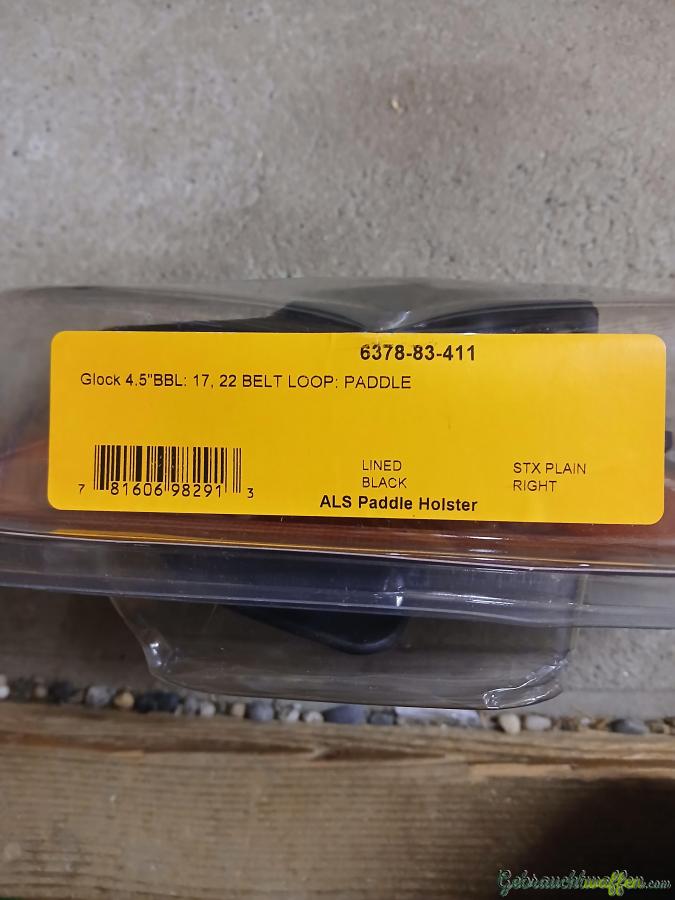 6378-83-411
Glock 4.5"BBL: 17, 22 BELT LOOP: PADDLE
LINED STX PLAIN
BLACK RIGHT
7 81606 98291 3
ALS Paddle Holster
Gebrauchtwaffen.com